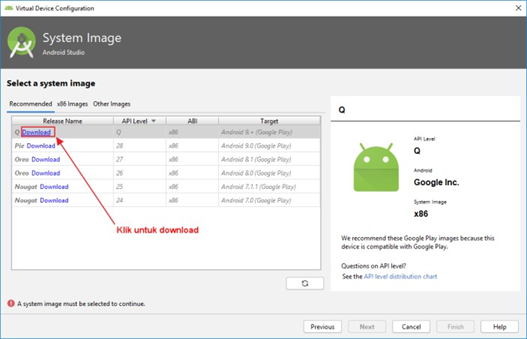 Virtual Device Configuration
System Image
Android Studio
Select a system image
Recommended x86 Images Other Images
Release Name API Level ABI Target
Q Download Q x86 Android 9.+ (Google Play)
Pie Download 28 x86 Android 9.0 (Google Play)
Oreo Download 27 x86 Android 8.1 (Google Play)
Oreo Download 26 x86 Android 8.0 (Google Play)
Nougat Download 25 x86 Android 7.1.1 (Google Play)
Nougat Download 24 x86 Android 7.0 (Google Play)
Klik untuk download
Q
API Level
Q
Android
Google Inc.
System Image
x86
We recommend these Google Play images because this
device is compatible with Google Play.
Questions on API level?
See the API level distribution chart
A system image must be selected to continue.
Previous Next Cancel Finish Help